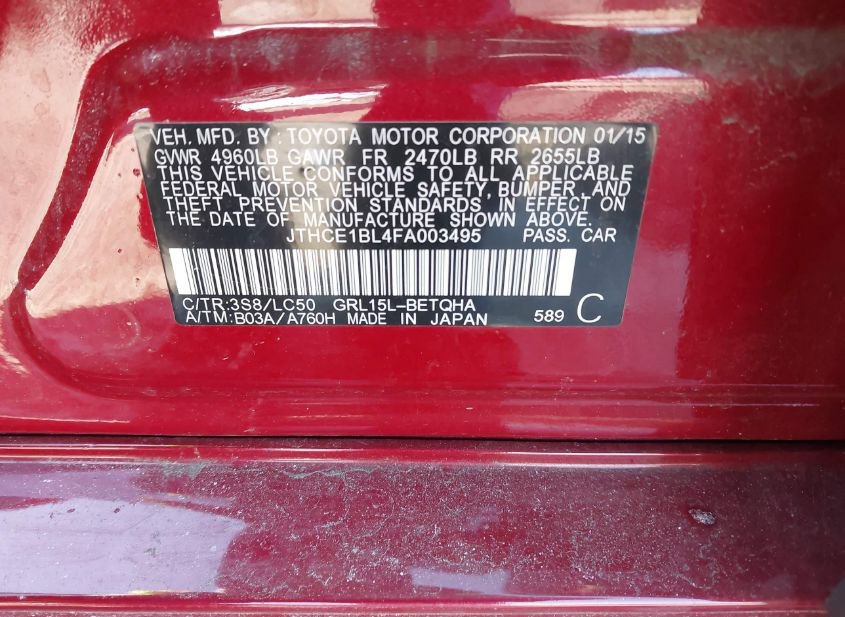 VEH. MFD. BY : TOYOTA MOTOR CORPORATION 01/15
GVWR 4960LB GAWR FR 2470LB RR 2655LB
THIS VEHICLE CONFORMS TO ALL APPLICABLE
FEDERAL MOTOR VEHICLE SAFETY, BUMPER, AND
THEFT PREVENTION STANDARDS IN EFFECT ON
THE DATE OF MANUFACTURE SHOWN ABOVE.
JTHCE1BL4FA003495 PASS. CAR
C/TR:3S8/LC50 GRL15L-BETQHA
A/TM:B03A/A760H MADE IN JAPAN 589 C